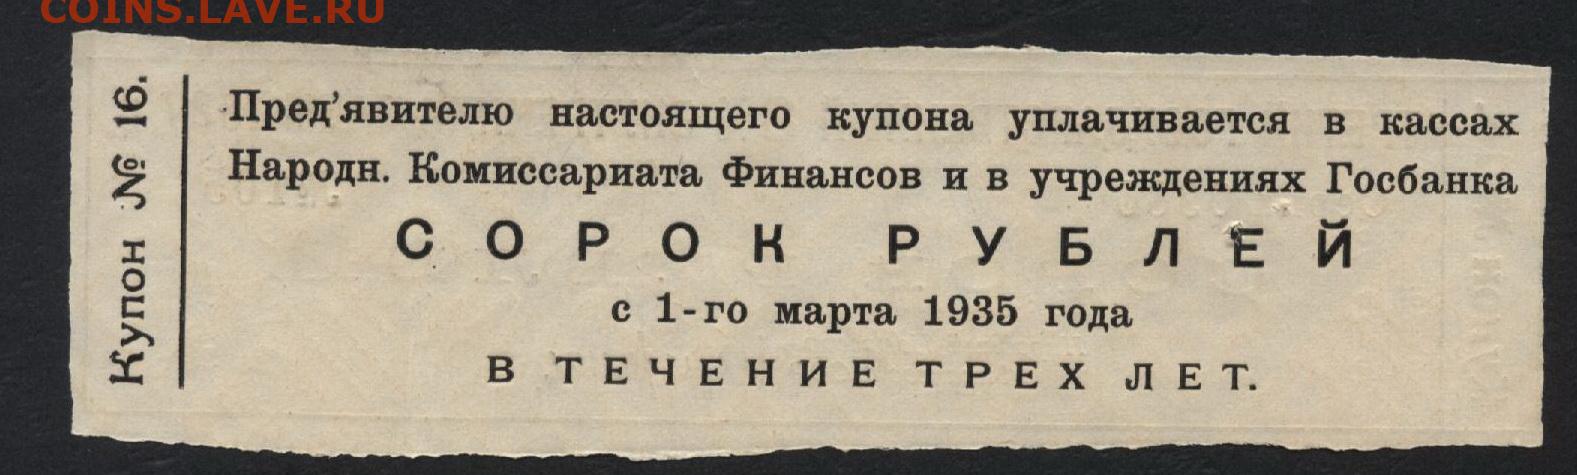 COINS.LAVE.RU
Купон № 16.
Пред'явителю настоящего купона уплачивается в кассах
Народн. Комиссариата Финансов и в учреждениях Госбанка
СОРОК РУБЛЕЙ
с 1-го марта 1935 года
В ТЕЧЕНИЕ ТРЕХ ЛЕТ.